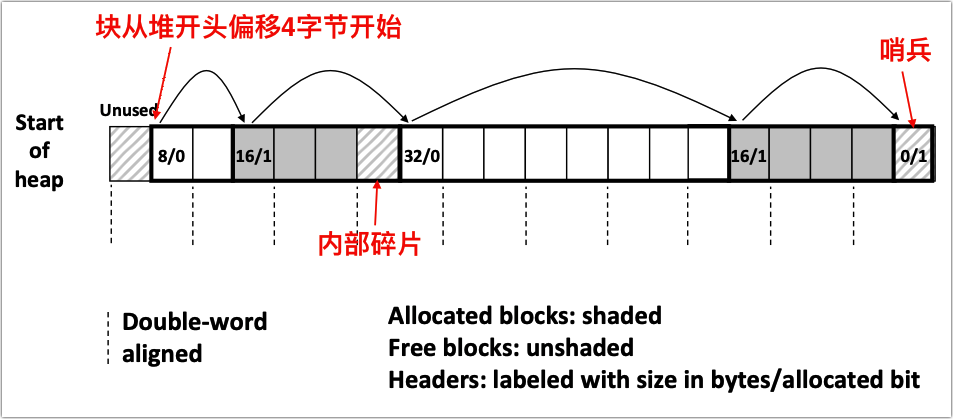 块从堆开头偏移4字节开始
哨兵
Unused
Start
of
heap
8/0
16/1
32/0
16/1
0/1
内部碎片
Double-word
aligned
Allocated blocks: shaded
Free blocks: unshaded
Headers: labeled with size in bytes/allocated bit